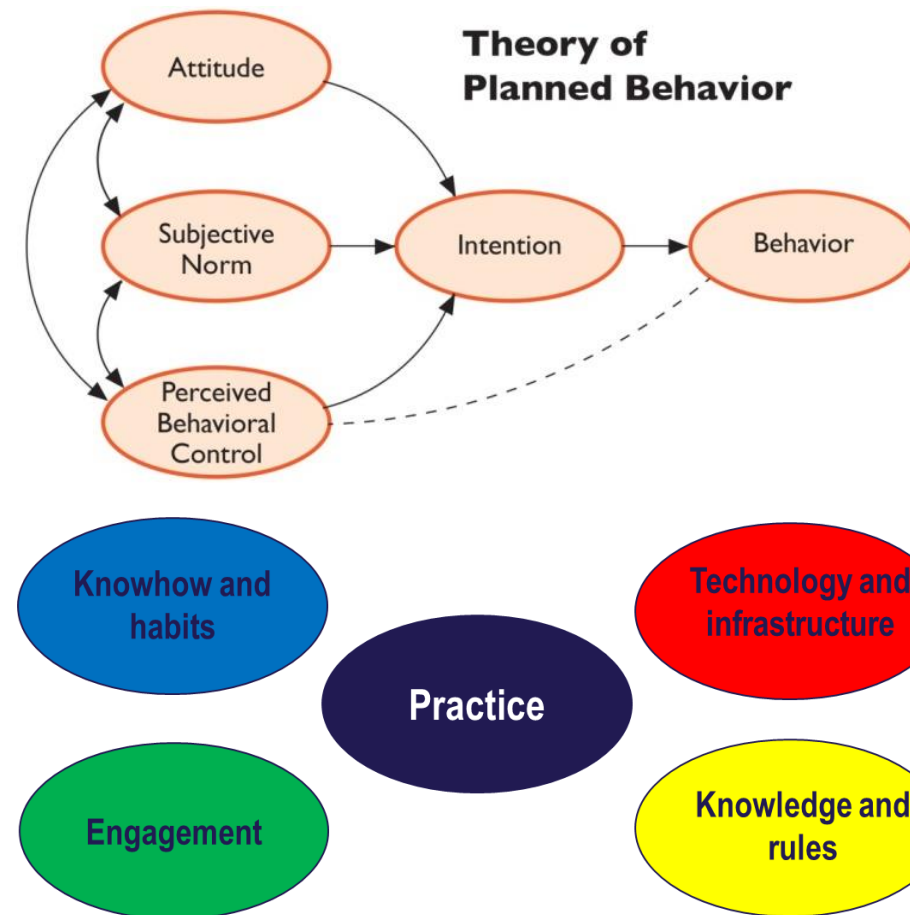 Theory of
Planned Behavior
Attitude
Subjective
Norm
Intention
Behavior
Perceived
Behavioral
Control
Knowhow and
habits
Technology and
infrastructure
Practice
Engagement
Knowledge and
rules